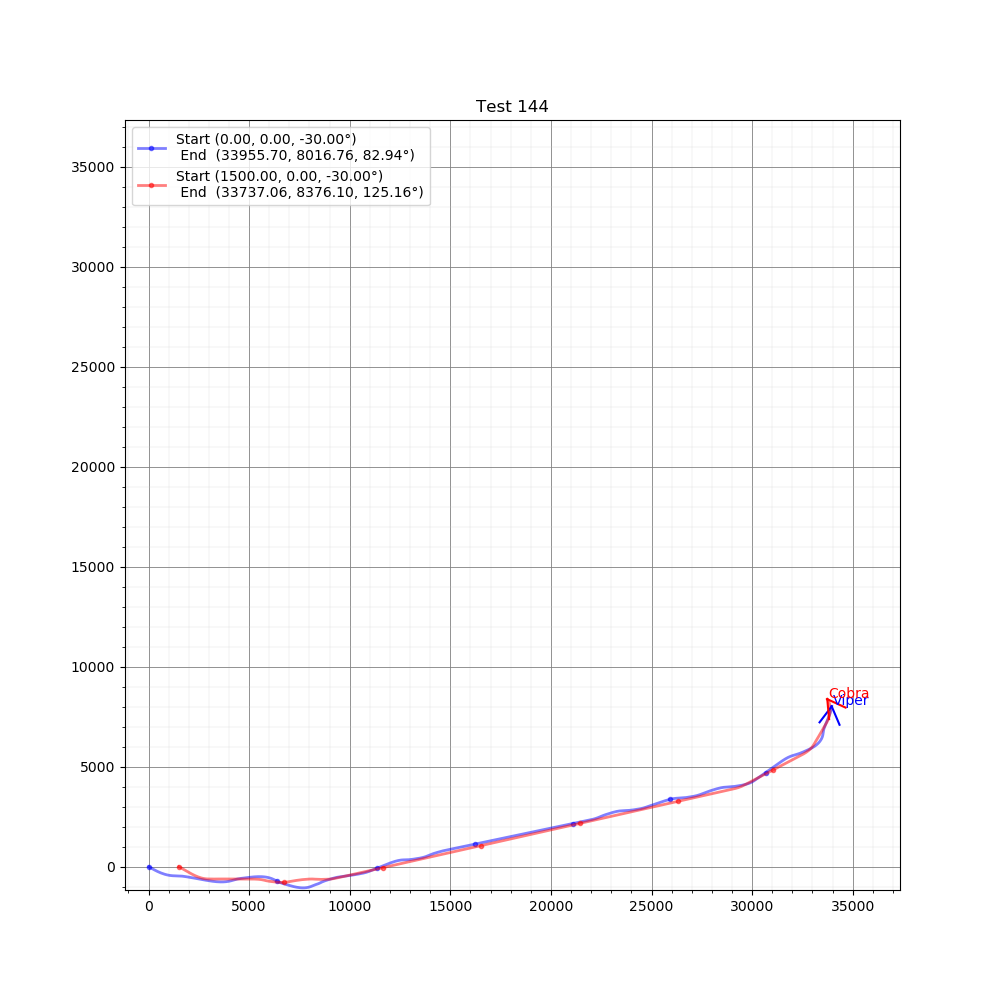 Test 144
Start (0.00, 0.00, -30.00°)
End  (33955.70, 8016.76, 82.94°)
Start (1500.00, 0.00, -30.00°)
End  (33737.06, 8376.10, 125.16°)
35000
30000
25000
20000
15000
10000
5000
0
Cobra
Viper
0
5000
10000
15000
20000
25000
30000
35000